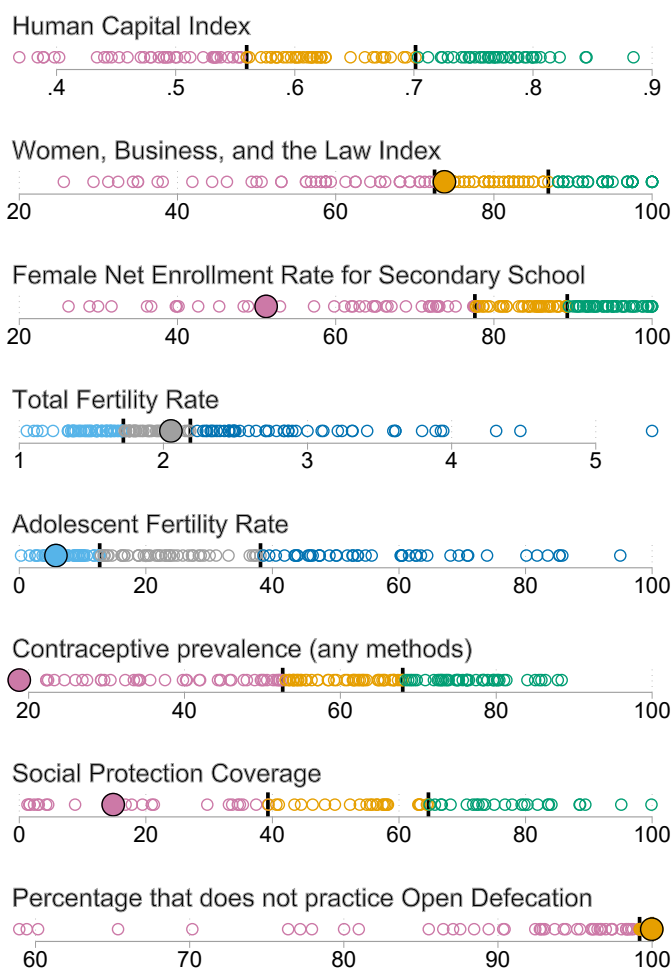 Human Capital Index
.4 .5 .6 .7 .8 .9
Women, Business, and the Law Index
20 40 60 80 100
Female Net Enrollment Rate for Secondary School
20 40 60 80 100
Total Fertility Rate
1 2 3 4 5
Adolescent Fertility Rate
0 20 40 60 80 100
Contraceptive prevalence (any methods)
20 40 60 80 100
Social Protection Coverage
0 20 40 60 80 100
Percentage that does not practice Open Defecation
60 70 80 90 100